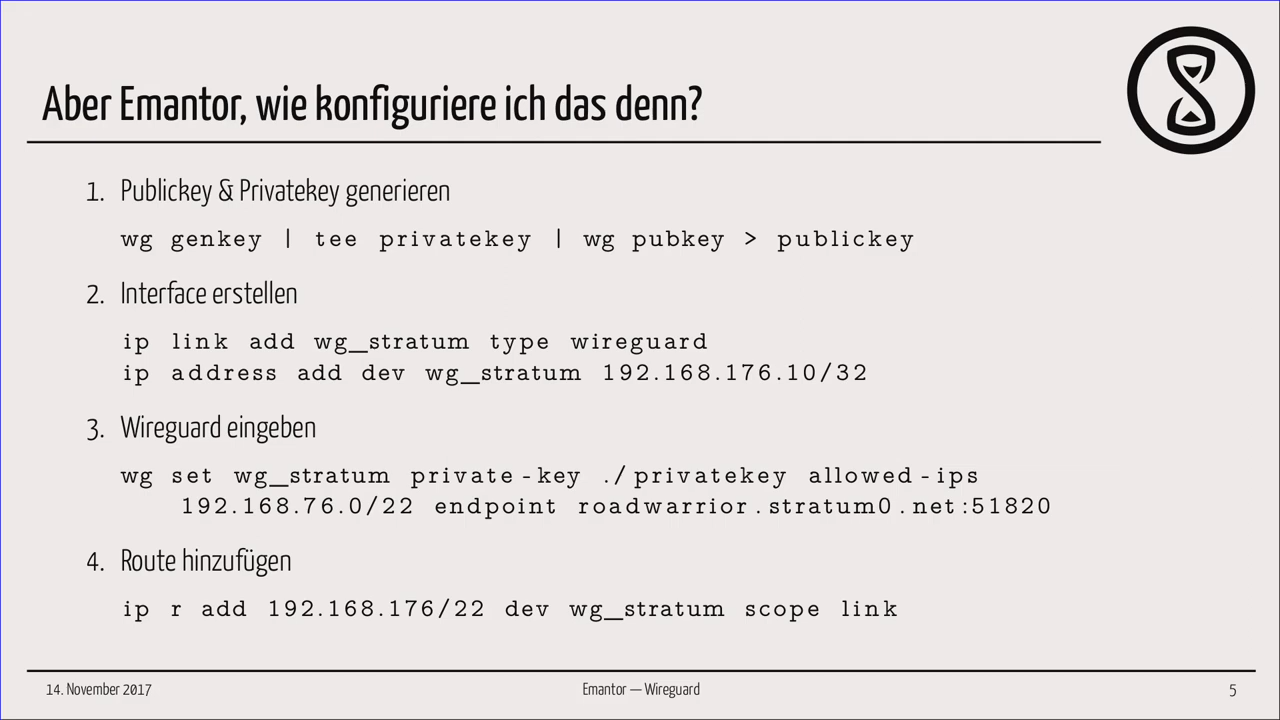 Aber Emantor, wie konfiguriere ich das denn?
1. Publickey & Privatekey generieren
wg genkey | tee privatekey | wg pubkey > publickey
2. Interface erstellen
ip link add wg_stratum type wireguard
ip address add dev wg_stratum 192.168.176.10/32
3. Wireguard eingeben
wg set wg_stratum private-key ./privatekey allowed-ips
192.168.76.0/22 endpoint roadwarrior.stratum0.net:51820
4. Route hinzufügen
ip r add 192.168.176/22 dev wg_stratum scope link
14. November 2017
Emantor — Wireguard
5